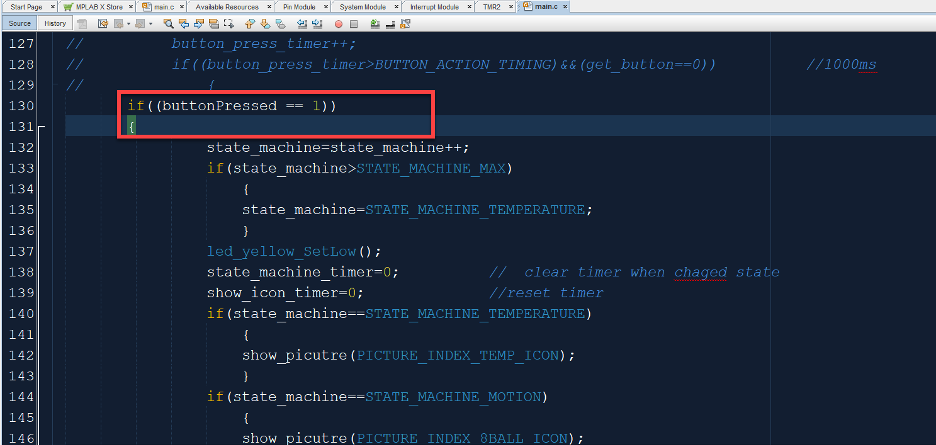 Start Page MPLAB X Store main.c Available Resources Pin Module System Module Interrupt Module TMR2 main.c
Source History
127 // button_press_timer++;
128 // if((button_press_timer>BUTTON_ACTION_TIMING)&&(get_button==0)) //1000ms
129 // {
130 if((buttonPressed == 1))
131 {
132 state_machine=state_machine++;
133 if(state_machine>STATE_MACHINE_MAX)
134 {
135 state_machine=STATE_MACHINE_TEMPERATURE;
136 }
137 led_yellow_SetLow();
138 state_machine_timer=0; // clear timer when chaged state
139 show_icon_timer=0; //reset timer
140 if(state_machine==STATE_MACHINE_TEMPERATURE)
141 {
142 show_picutre(PICTURE_INDEX_TEMP_ICON);
143 }
144 if(state_machine==STATE_MACHINE_MOTION)
145 {
146 show_picutre(PICTURE_INDEX_8BALL_ICON);